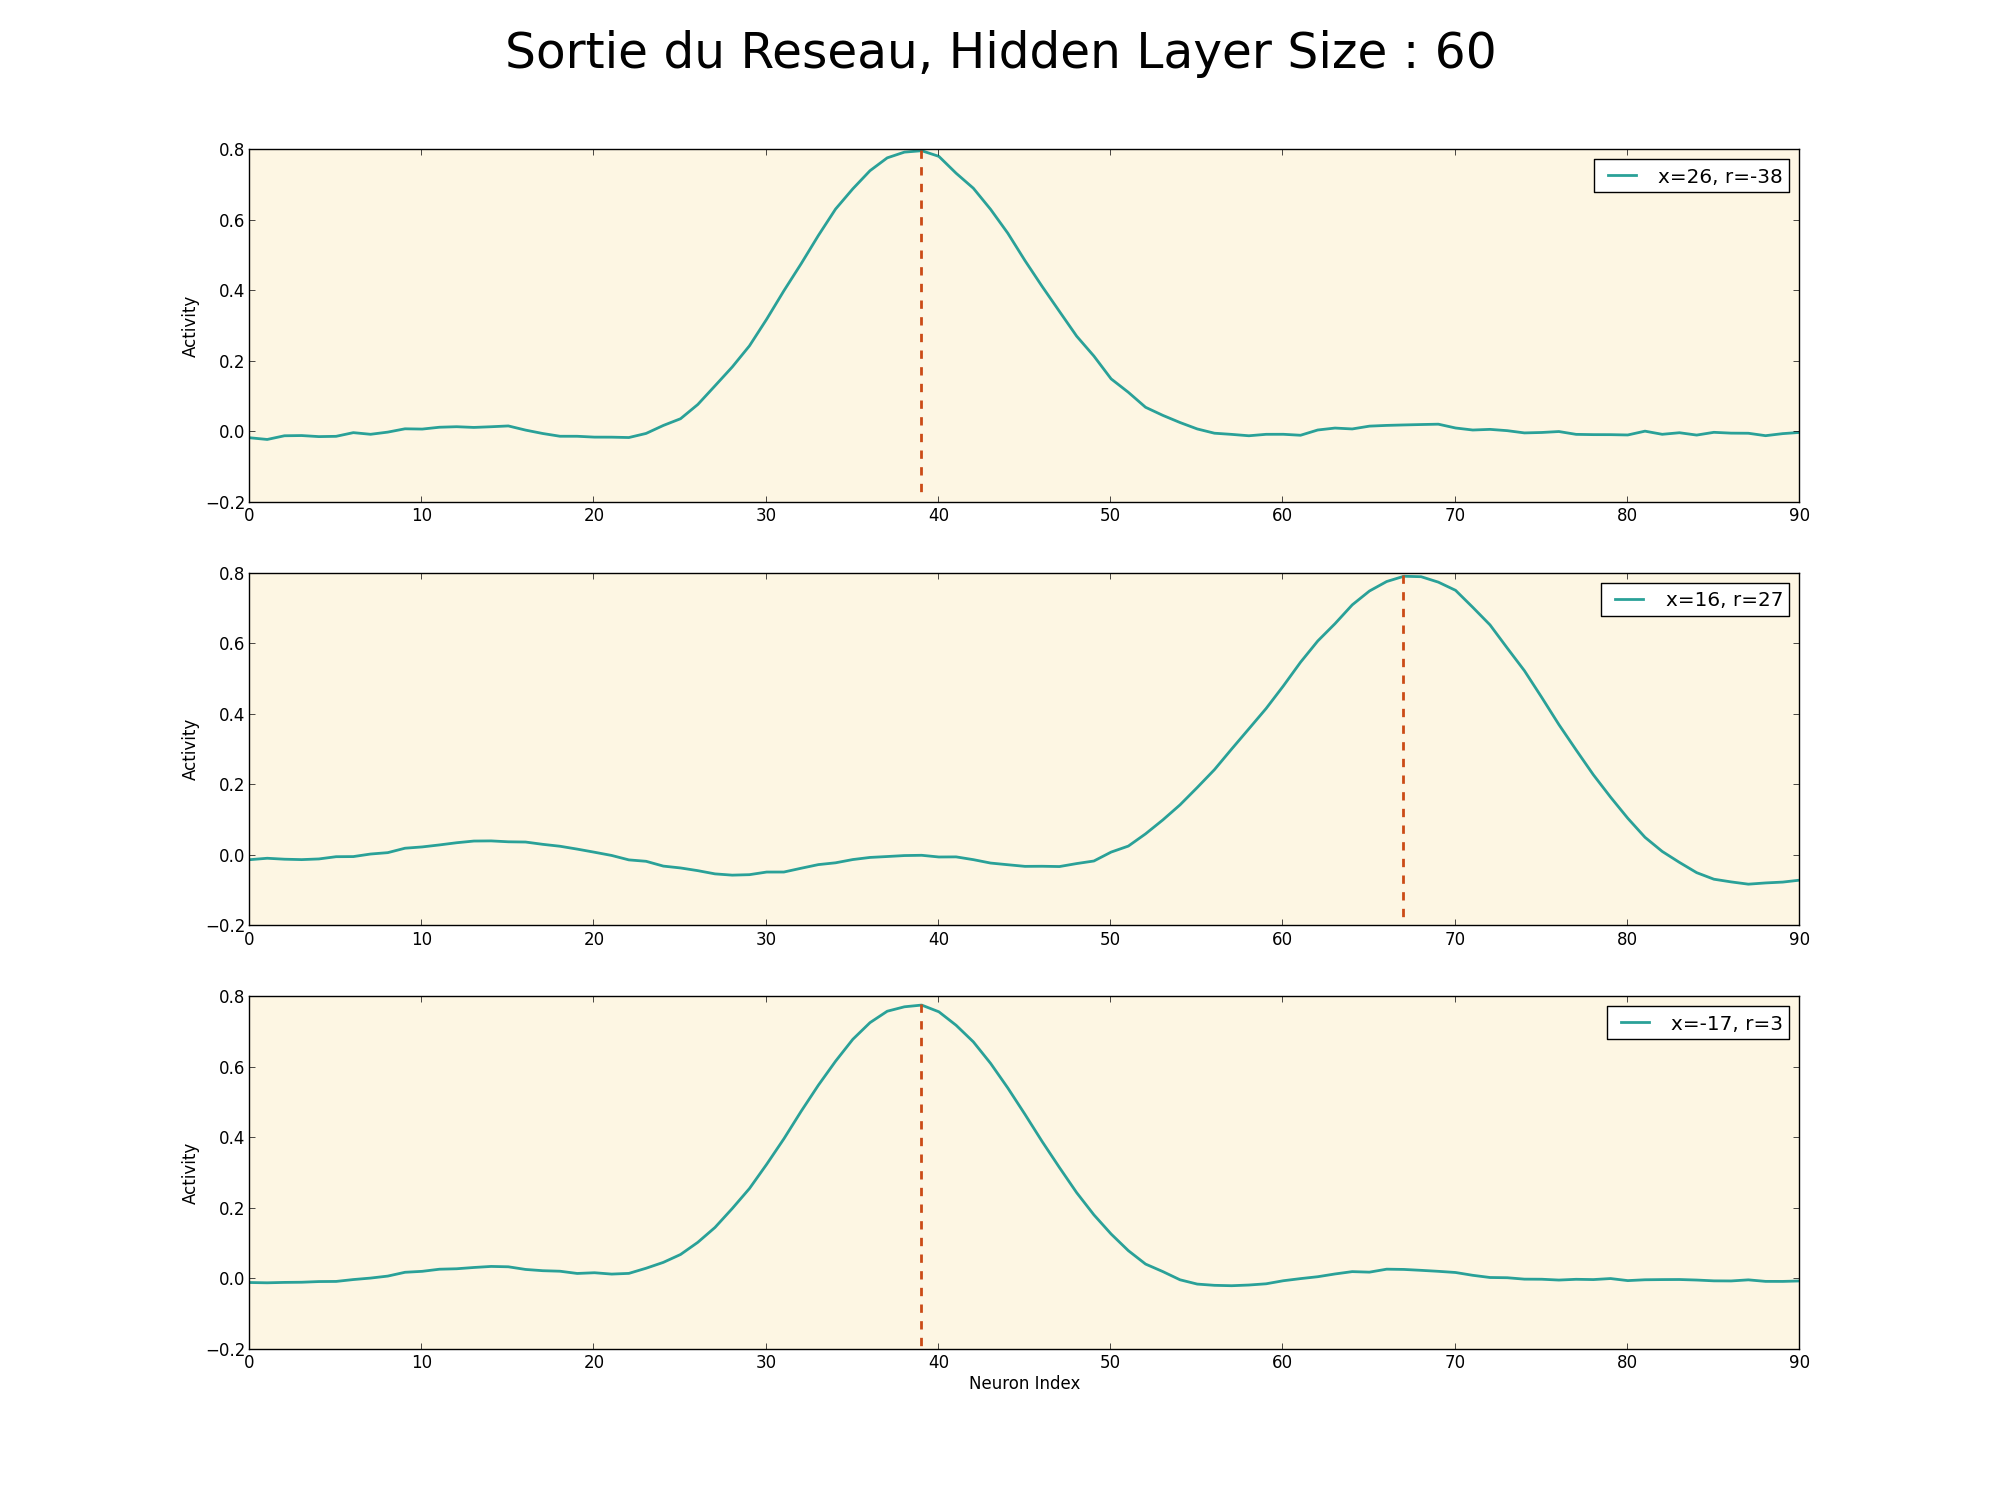 Sortie du Reseau, Hidden Layer Size : 60
0.8
0.6
0.4
0.2
0.0
−0.2
Activity
x=26, r=-38
0 10 20 30 40 50 60 70 80 90
0.8
0.6
0.4
0.2
0.0
−0.2
Activity
x=16, r=27
0 10 20 30 40 50 60 70 80 90
0.8
0.6
0.4
0.2
0.0
−0.2
Activity
x=-17, r=3
0 10 20 30 40 50 60 70 80 90
Neuron Index